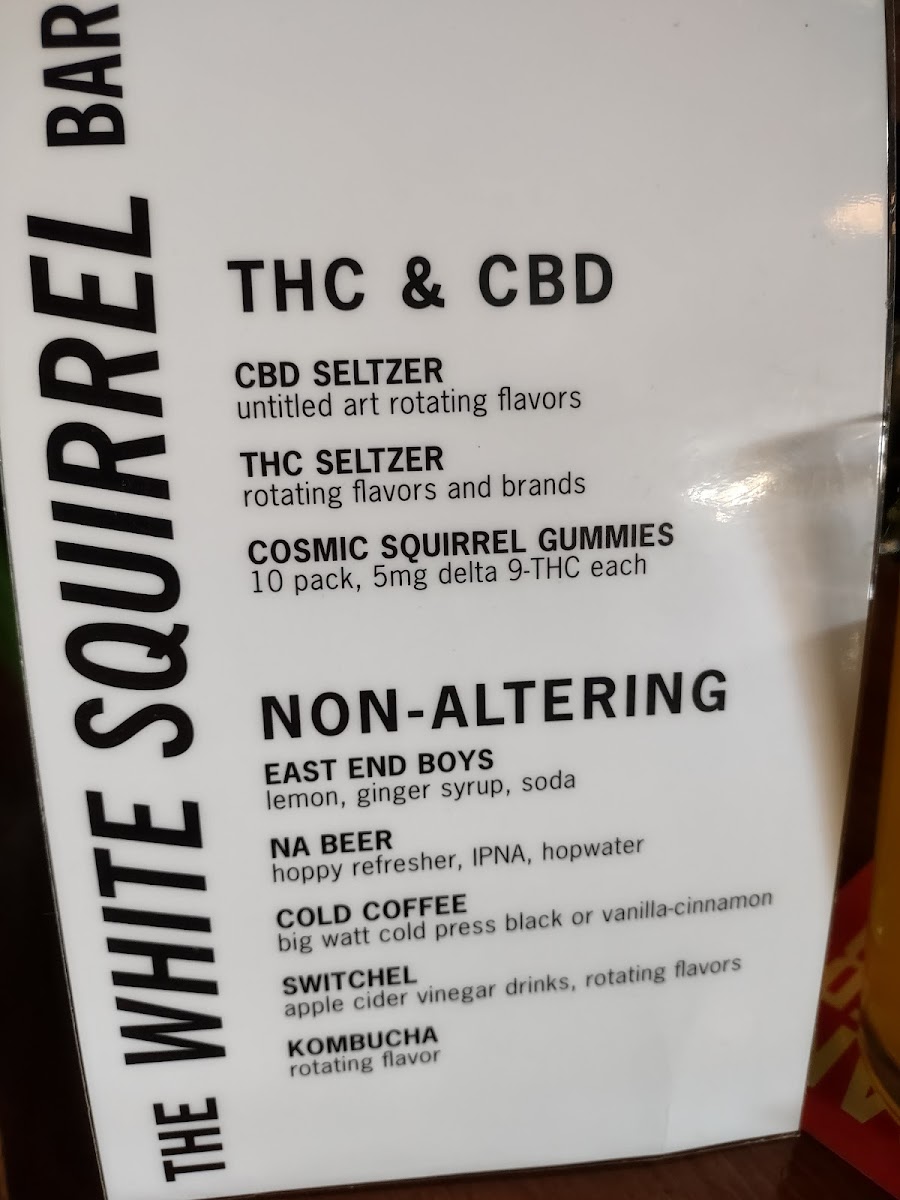 THE WHITE SQUIRREL BAR
THC & CBD
CBD SELTZER
untitled art rotating flavors
THC SELTZER
rotating flavors and brands
COSMIC SQUIRREL GUMMIES
10 pack, 5mg delta 9-THC each
NON-ALTERING
EAST END BOYS
lemon, ginger syrup, soda
NA BEER
hoppy refresher, IPNA, hopwater
COLD COFFEE
big watt cold press black or vanilla-cinnamon
SWITCHEL
apple cider vinegar drinks, rotating flavors
KOMBUCHA
rotating flavor